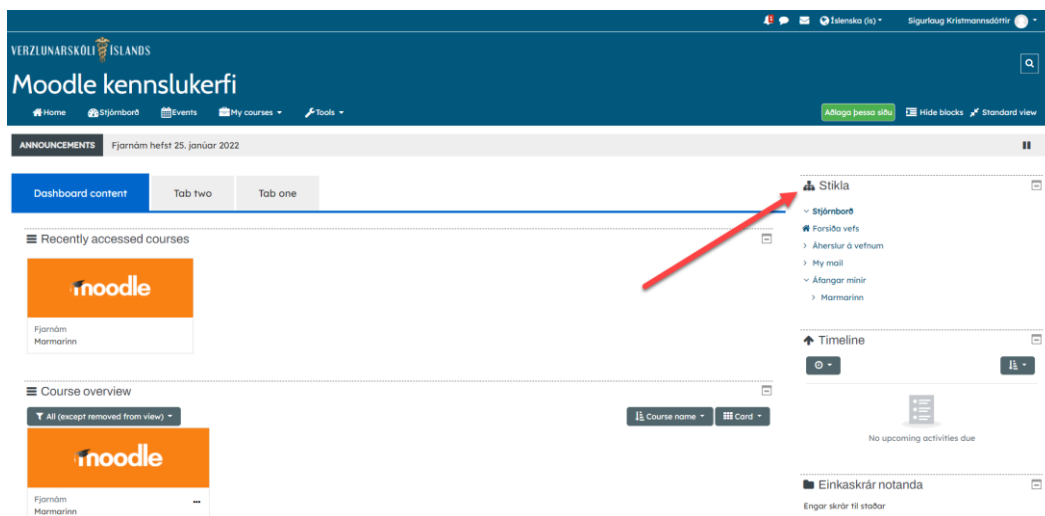 1 Íslenska (is) Sigurlaug Kristmannsdóttir
VERZLUNARSKÓLI ÍSLANDS
Moodle kennslukerfi
Home Stjórnborð Events My courses Tools Aðlaga þessa síðu Hide blocks Standard view
ANNOUNCEMENTS Fjarnám hefst 25. janúar 2022
Dashboard content Tab two Tab one
Recently accessed courses
moodle
Fjarnám
Marmarinn
Course overview
All (except removed from view) Course name Card
moodle
Fjarnám
Marmarinn
Stikla
Stjórnborð
Forsíða vefs
Áherslur á vefnum
My mail
Áfangar mínir
Marmarinn
Timeline
No upcoming activities due
Einkaskrár notanda
Engar skrár til staðar